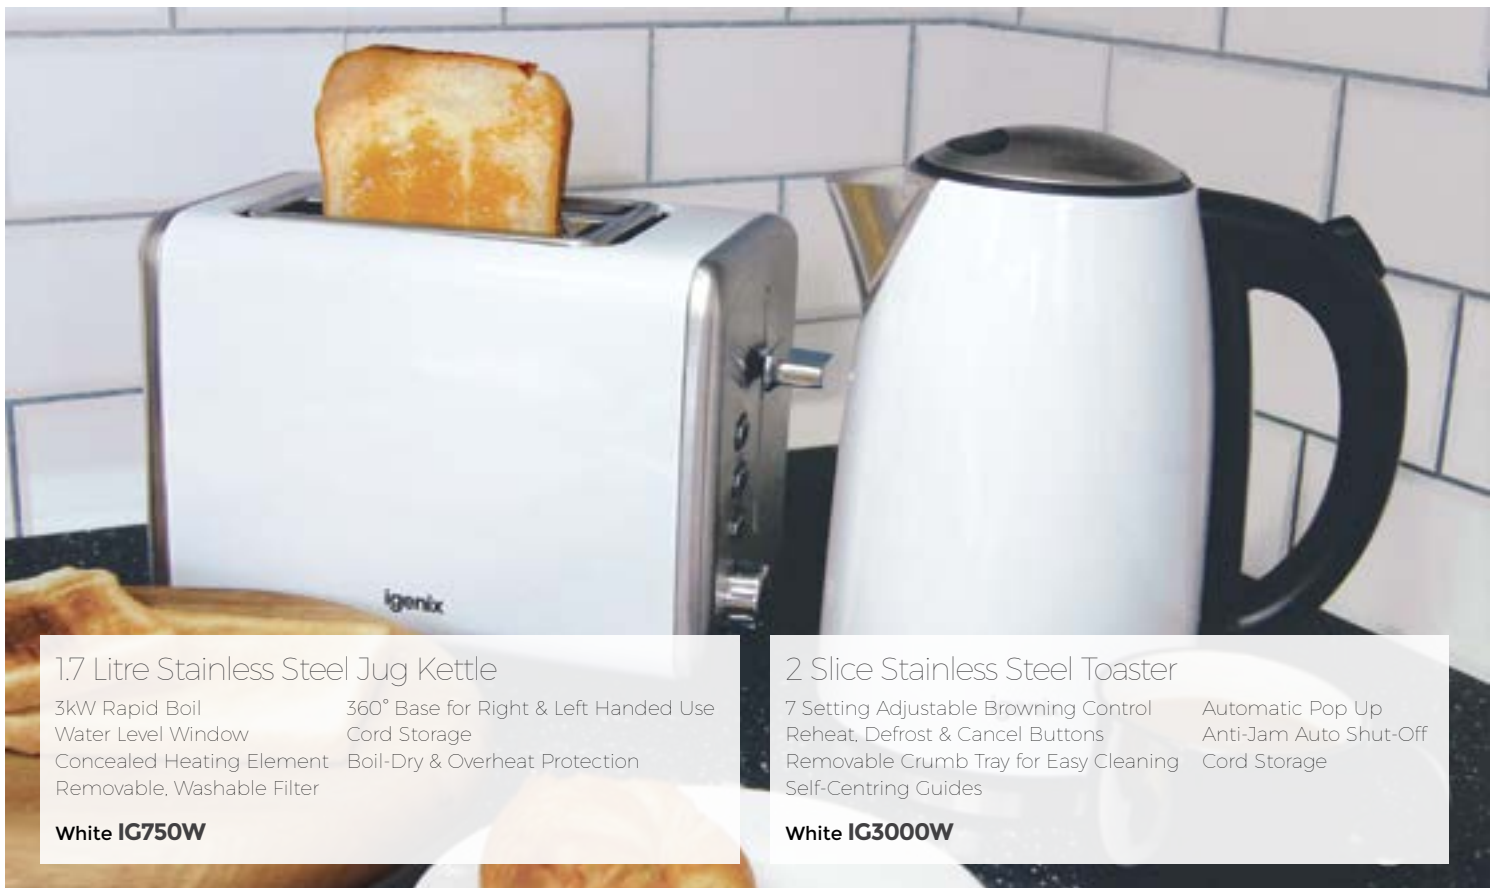 igenix
1.7 Litre Stainless Steel Jug Kettle
3kW Rapid Boil
Water Level Window
Concealed Heating Element
Removable, Washable Filter
360° Base for Right & Left Handed Use
Cord Storage
Boil-Dry & Overheat Protection
White IG750W
2 Slice Stainless Steel Toaster
7 Setting Adjustable Browning Control
Reheat, Defrost & Cancel Buttons
Removable Crumb Tray for Easy Cleaning
Self-Centring Guides
Automatic Pop Up
Anti-Jam Auto Shut-Off
Cord Storage
White IG3000W